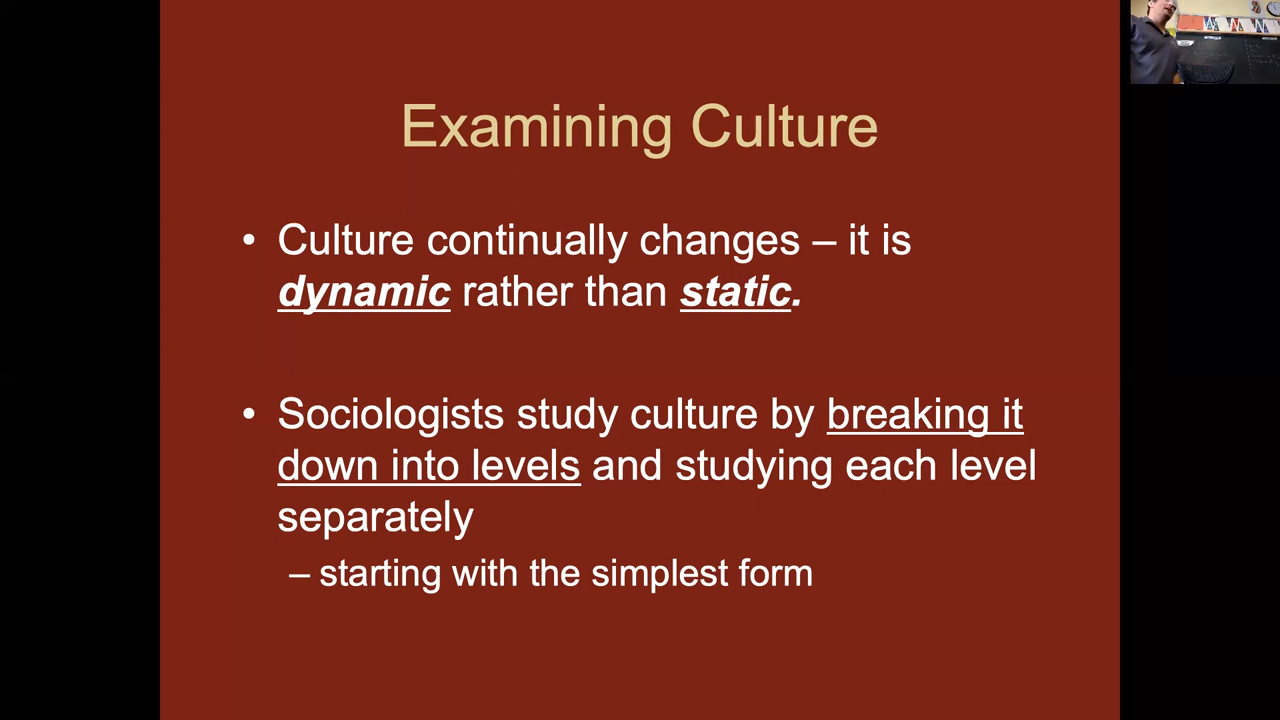 Examining Culture
• Culture continually changes – it is
dynamic rather than static.
• Sociologists study culture by breaking it
down into levels and studying each level
separately
– starting with the simplest form